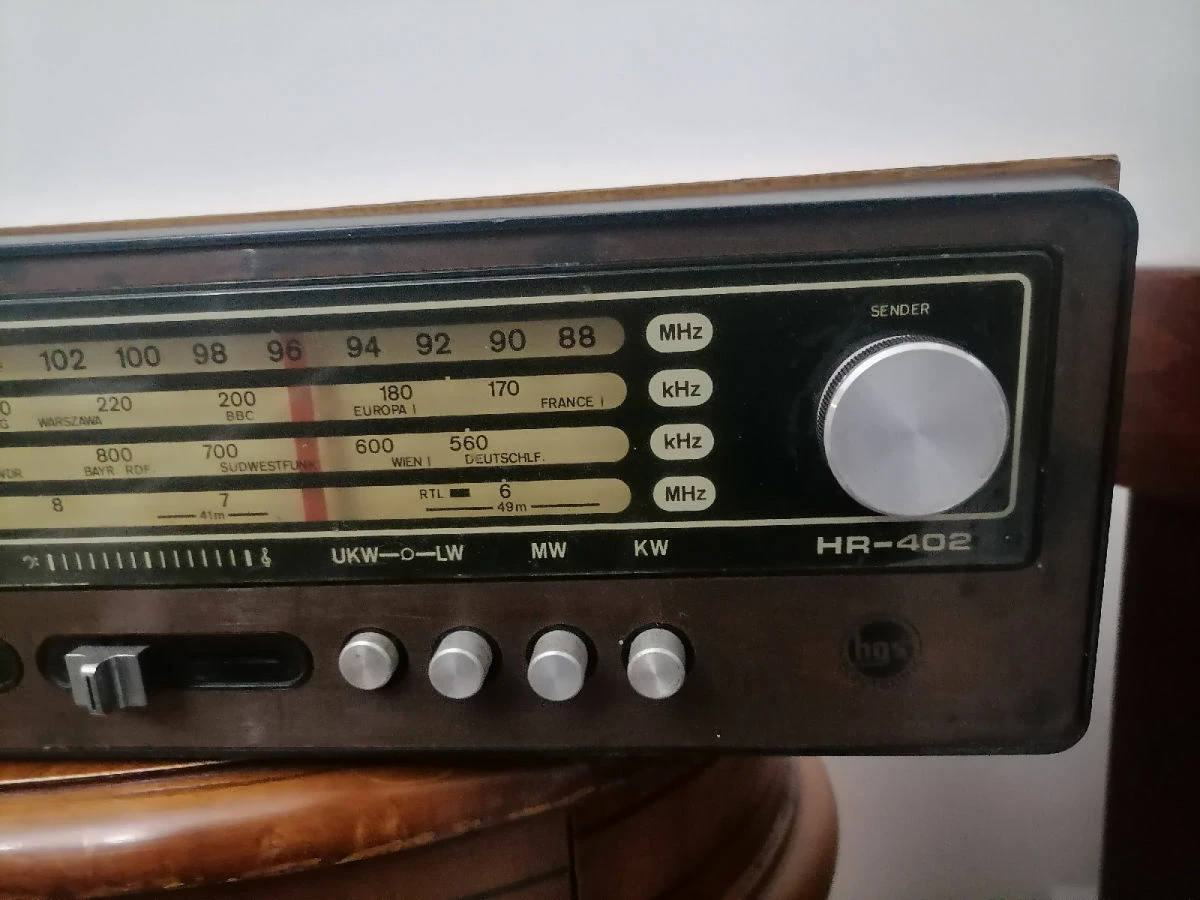 SENDER
102 100 98 96 94 92 90 88 MHz
220 200 180 170 kHz
WARSZAWA BBC EUROPA I FRANCE I
800 700 600 560 kHz
BAYR. RDF. SÜDWESTFUNK WIEN I DEUTSCHLF.
8 7 RTL 6 MHz
41m 49m
UKW—O—LW MW KW HR-402
hgs